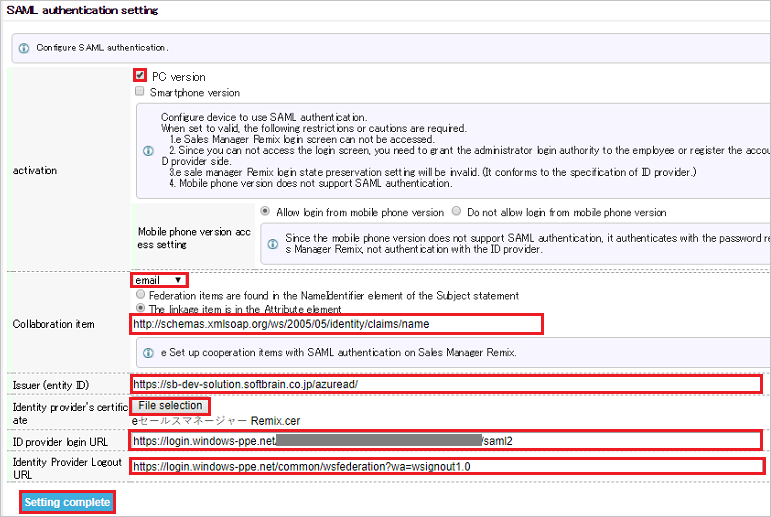 SAML authentication setting
Configure SAML authentication.
PC version
Smartphone version
Configure device to use SAML authentication.
When set to valid, the following restrictions or cautions are required.
1.e Sales Manager Remix login screen can not be accessed.
2. Since you can not access the login screen, you need to grant the administrator login authority to the employee or register the accou
D provider side.
3.e sale manager Remix login state preservation setting will be invalid. (It conforms to the specification of ID provider.)
4. Mobile phone version does not support SAML authentication.
activation
Allow login from mobile phone version
Do not allow login from mobile phone version
Mobile phone version acc
ess setting
Since the mobile phone version does not support SAML authentication, it authenticates with the password re
s Manager Remix, not authentication with the ID provider.
email
Federation items are found in the NameIdentifier element of the Subject statement
The linkage item is in the Attribute element
Collaboration item
http://schemas.xmlsoap.org/ws/2005/05/identity/claims/name
e Set up cooperation items with SAML authentication on Sales Manager Remix.
Issuer (entity ID)
https://sb-dev-solution.softbrain.co.jp/azuread/
Identity provider's certific
ate
File selection
eセールスマネージャー Remix.cer
ID provider login URL
https://login.windows-ppe.net/
/saml2
Identity Provider Logout
URL
https://login.windows-ppe.net/common/wsfederation?wa=wsignout1.0
Setting complete